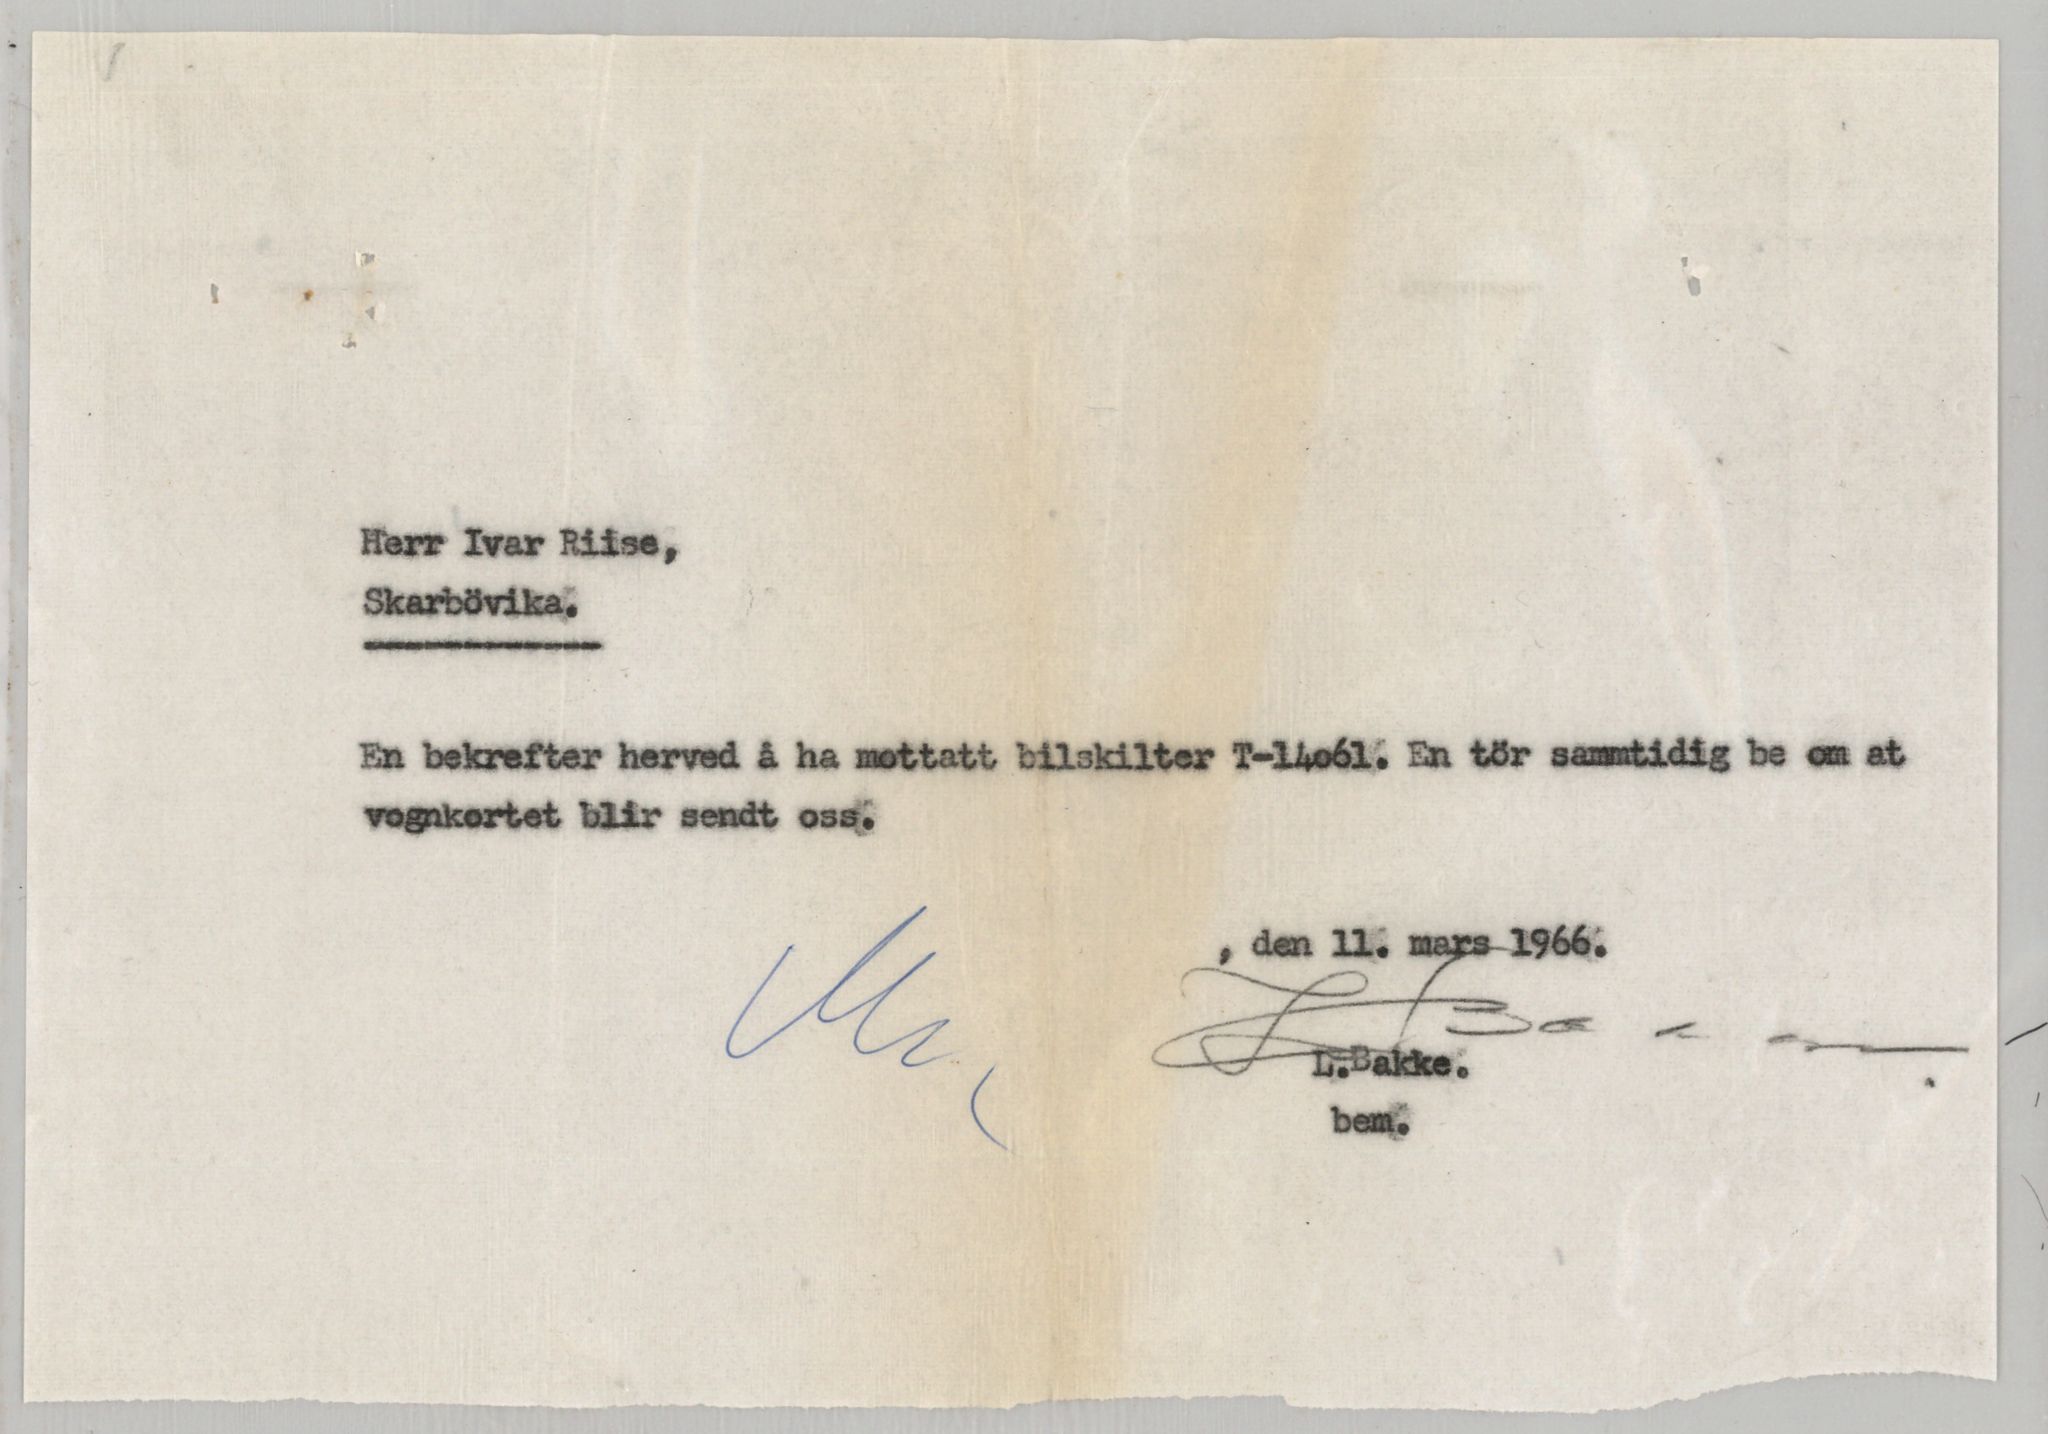 Herr Ivar Riise,
Skarbövika.
En bekrefter herved å ha mottatt bilskilter T-14o61. En tör sammtidig be om at
vognkortet blir sendt oss.
, den 11. mars 1966.
L.Bakke.
bem.